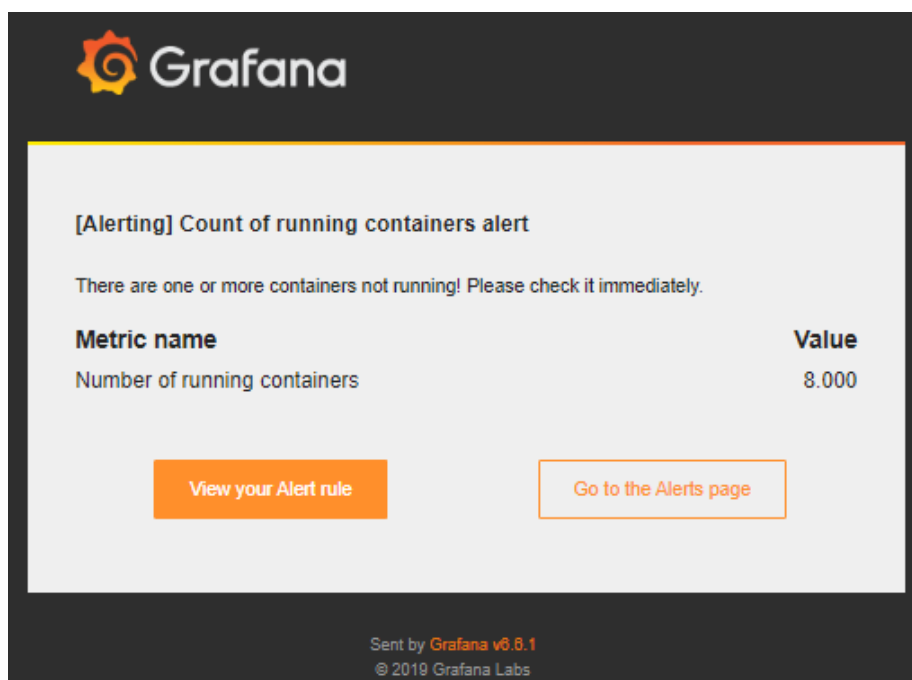 Grafana
[Alerting] Count of running containers alert
There are one or more containers not running! Please check it immediately.
Metric name Value
Number of running containers 8.000
View your Alert rule Go to the Alerts page
Sent by Grafana v6.6.1
© 2019 Grafana Labs